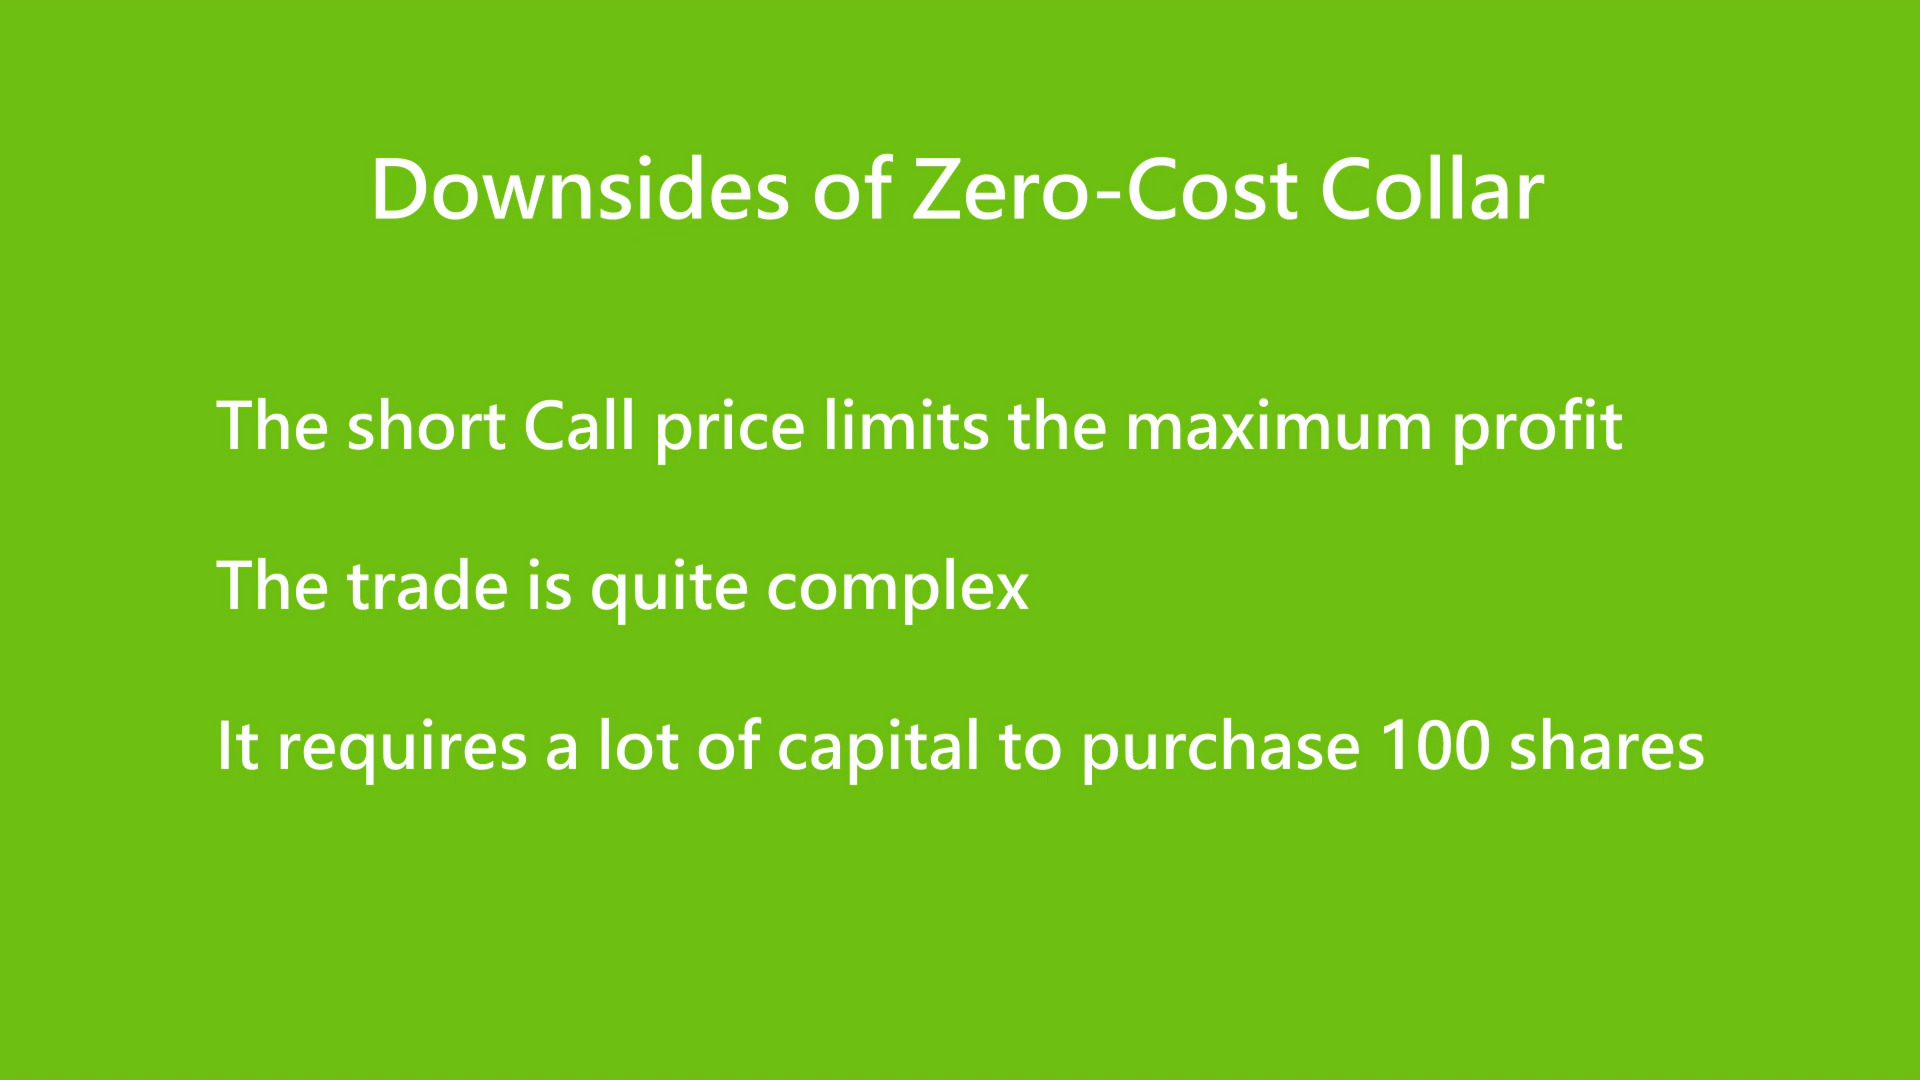 Downsides of Zero-Cost Collar
The short Call price limits the maximum profit
The trade is quite complex
It requires a lot of capital to purchase 100 shares